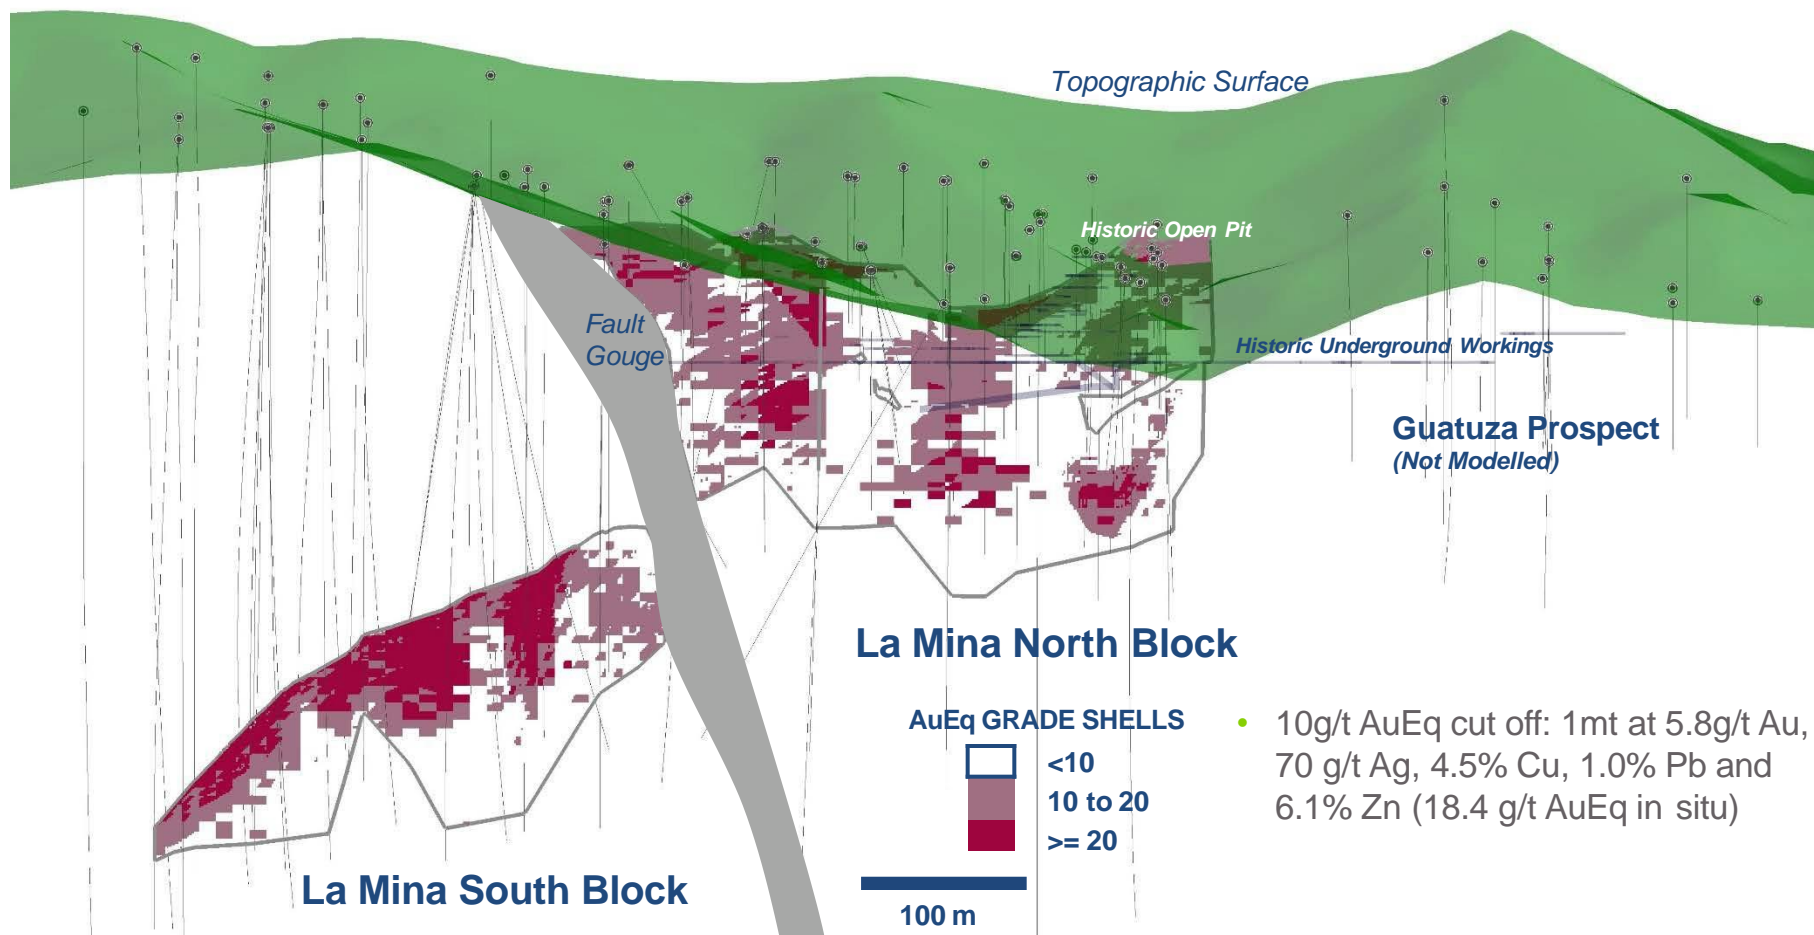 Topographic Surface
Historic Open Pit
Fault
Gouge
Historic Underground Workings
Guatuza Prospect
(Not Modelled)
La Mina North Block
AuEq GRADE SHELLS
<10
10 to 20
>= 20
• 10g/t AuEq cut off: 1mt at 5.8g/t Au,
70 g/t Ag, 4.5% Cu, 1.0% Pb and
6.1% Zn (18.4 g/t AuEq in situ)
La Mina South Block
100 m